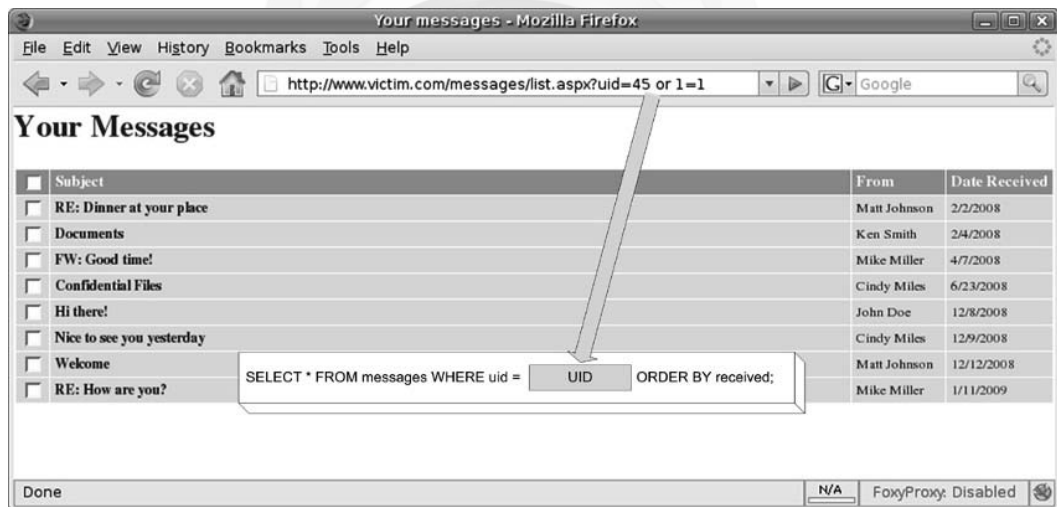 Your messages - Mozilla Firefox
File Edit View History Bookmarks Tools Help
http://www.victim.com/messages/list.aspx?uid=45 or 1=1
G Google
Your Messages
Subject From Date Received
RE: Dinner at your place Matt Johnson 2/2/2008
Documents Ken Smith 2/4/2008
FW: Good time! Mike Miller 4/7/2008
Confidential Files Cindy Miles 6/23/2008
Hi there! John Doe 12/8/2008
Nice to see you yesterday Cindy Miles 12/9/2008
Welcome Matt Johnson 12/12/2008
SELECT * FROM messages WHERE uid = UID ORDER BY received;
RE: How are you? Mike Miller 1/11/2009
Done N/A FoxyProxy: Disabled